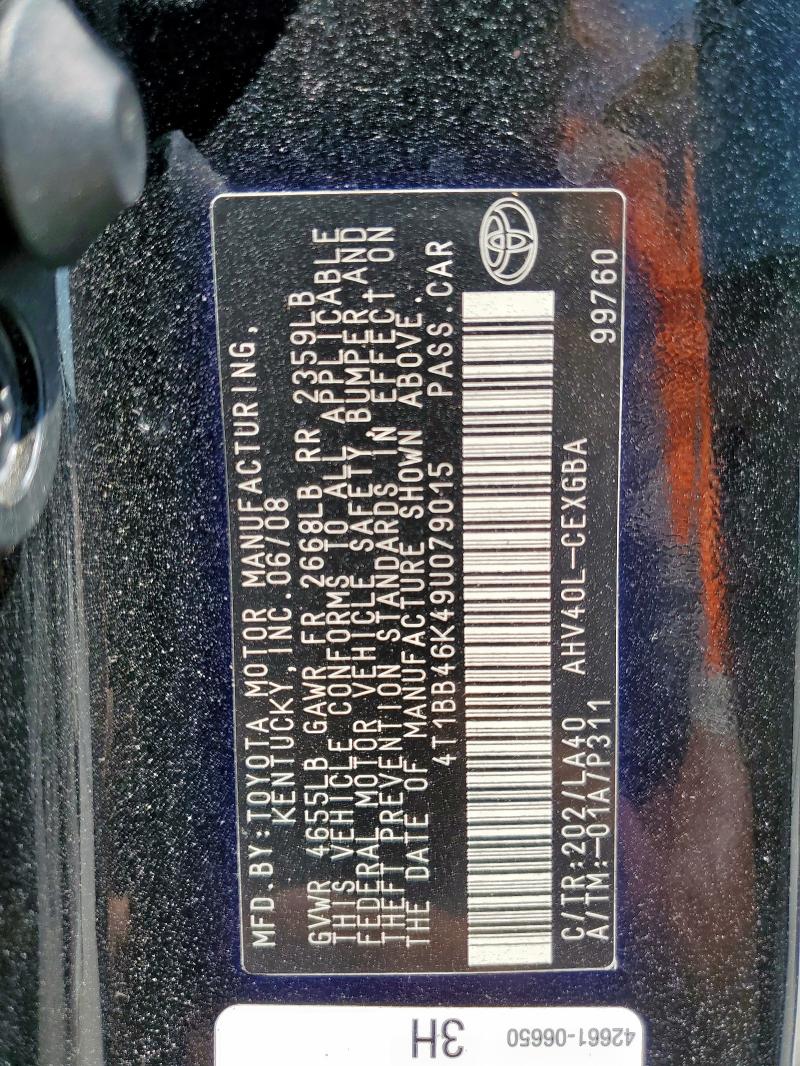 MFD.BY:TOYOTA MOTOR MANUFACTURING,
KENTUCKY,INC.06/08
GVWR 4655LB GAWR FR 2668LB RR 2359LB
THIS VEHICLE CONFORMS TO ALL APPLICABLE
FEDERAL MOTOR VEHICLE SAFETY,BUMPER,AND
THEFT PREVENTION STANDARDS IN EFFECT ON
THE DATE OF MANUFACTURE SHOWN ABOVE.
4T1BB46K49U079015 PASS.CAR
C/TR:202/LA40 AHV40L-CEXGBA
A/TM:-01A/P311 99760
3H
42661-06650